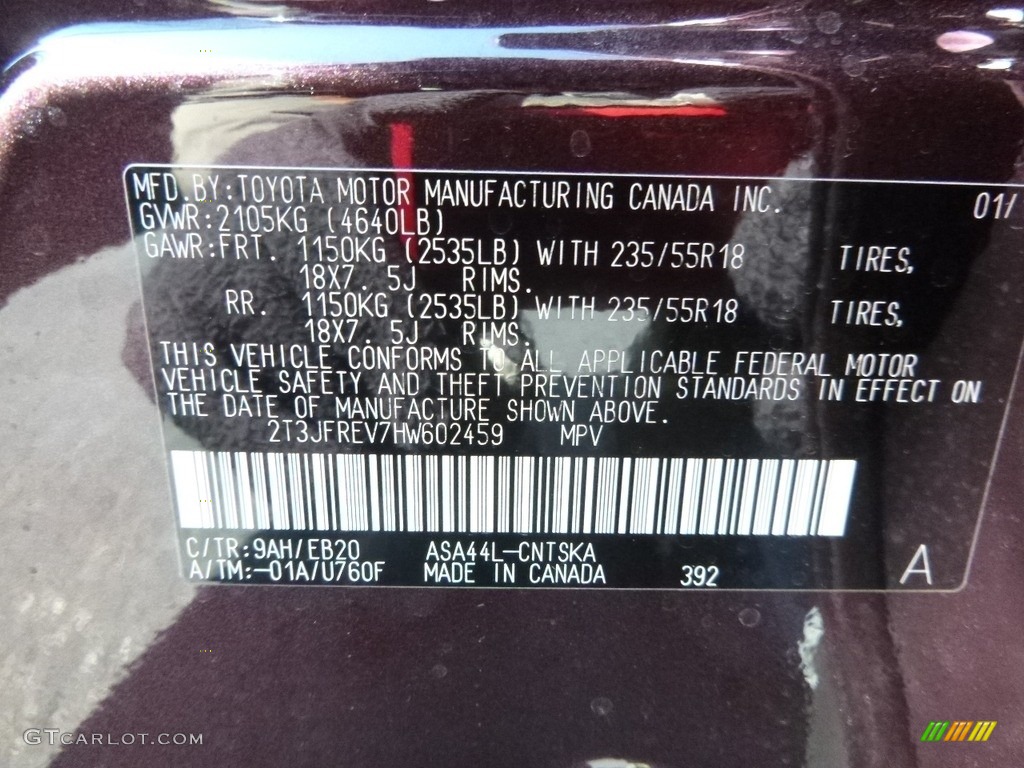 MFD.BY:TOYOTA MOTOR MANUFACTURING CANADA INC. 01/
GVWR:2105KG (4640LB)
GAWR:FRT. 1150KG (2535LB) WITH 235/55R18 TIRES,
18X7. 5J RIMS.
RR. 1150KG (2535LB) WITH 235/55R18 TIRES,
18X7. 5J RIMS.
THIS VEHICLE CONFORMS TO ALL APPLICABLE FEDERAL MOTOR
VEHICLE SAFETY AND THEFT PREVENTION STANDARDS IN EFFECT ON
THE DATE OF MANUFACTURE SHOWN ABOVE.
2T3JFREV7HW602459 MPV
C/TR:9AH/EB20 ASA44L-CNTSKA
A/TM:-01A/U760F MADE IN CANADA 392 A
GTCARLOT.COM